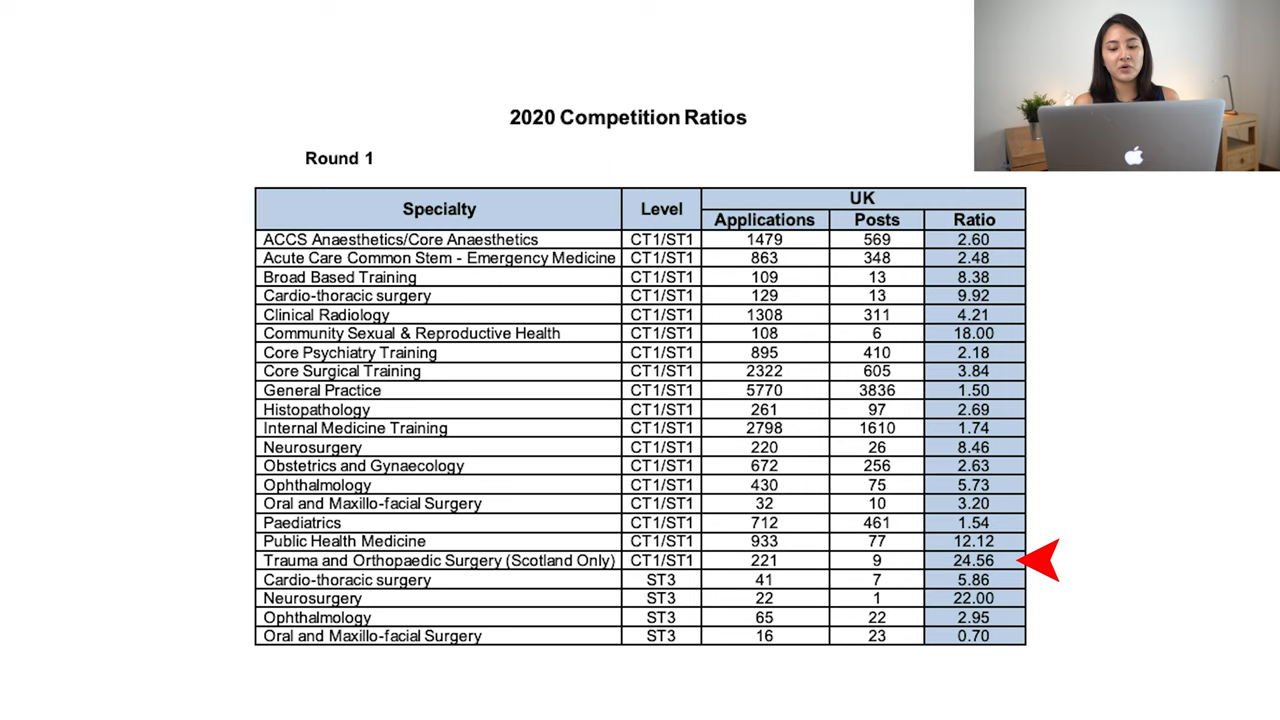 2020 Competition Ratios
Round 1
Specialty Level UK
Applications Posts Ratio
ACCS Anaesthetics/Core Anaesthetics CT1/ST1 1479 569 2.60
Acute Care Common Stem - Emergency Medicine CT1/ST1 863 348 2.48
Broad Based Training CT1/ST1 109 13 8.38
Cardio-thoracic surgery CT1/ST1 129 13 9.92
Clinical Radiology CT1/ST1 1308 311 4.21
Community Sexual & Reproductive Health CT1/ST1 108 6 18.00
Core Psychiatry Training CT1/ST1 895 410 2.18
Core Surgical Training CT1/ST1 2322 605 3.84
General Practice CT1/ST1 5770 3836 1.50
Histopathology CT1/ST1 261 97 2.69
Internal Medicine Training CT1/ST1 2798 1610 1.74
Neurosurgery CT1/ST1 220 26 8.46
Obstetrics and Gynaecology CT1/ST1 672 256 2.63
Ophthalmology CT1/ST1 430 75 5.73
Oral and Maxillo-facial Surgery CT1/ST1 32 10 3.20
Paediatrics CT1/ST1 712 461 1.54
Public Health Medicine CT1/ST1 933 77 12.12
Trauma and Orthopaedic Surgery (Scotland Only) CT1/ST1 221 9 24.56
Cardio-thoracic surgery ST3 41 7 5.86
Neurosurgery ST3 22 1 22.00
Ophthalmology ST3 65 22 2.95
Oral and Maxillo-facial Surgery ST3 16 23 0.70